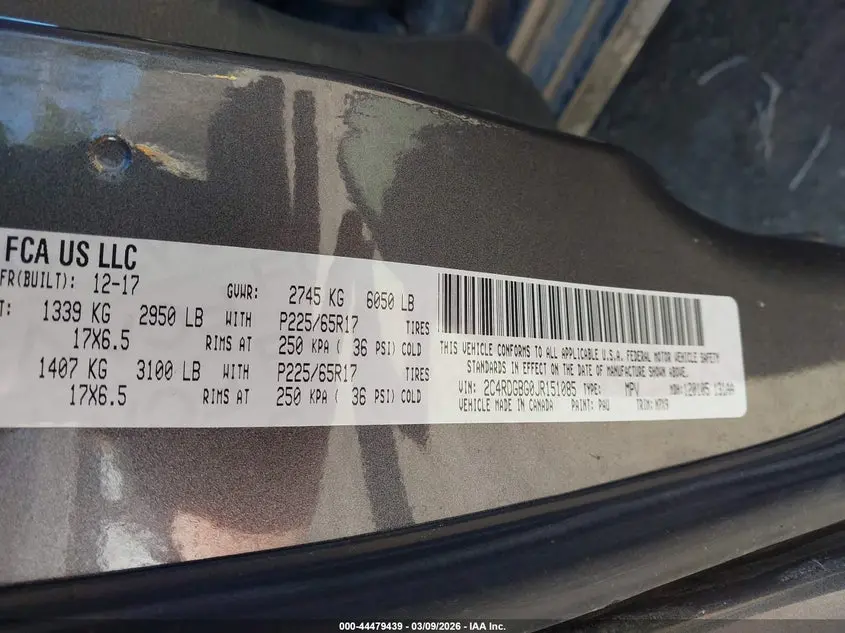 FCA US LLC
FR(BUILT): 12-17 GVWR: 2745 KG 6050 LB
T: 1339 KG 2950 LB WITH P225/65R17 TIRES
17X6.5 RIMS AT 250 KPA ( 36 PSI) COLD
1407 KG 3100 LB WITH P225/65R17 TIRES
17X6.5 RIMS AT 250 KPA ( 36 PSI) COLD
THIS VEHICLE CONFORMS TO ALL APPLICABLE U.S.A. FEDERAL MOTOR VEHICLE SAFETY
STANDARDS IN EFFECT ON THE DATE OF MANUFACTURE SHOWN ABOVE.
VIN: 2C4RDGBG0JR151085 TYPE: MPV MDH: 120105 131AA
VEHICLE MADE IN CANADA PAINT: PAU TRIM:
000-44479439 | 03/09/2026 | IAA Inc.